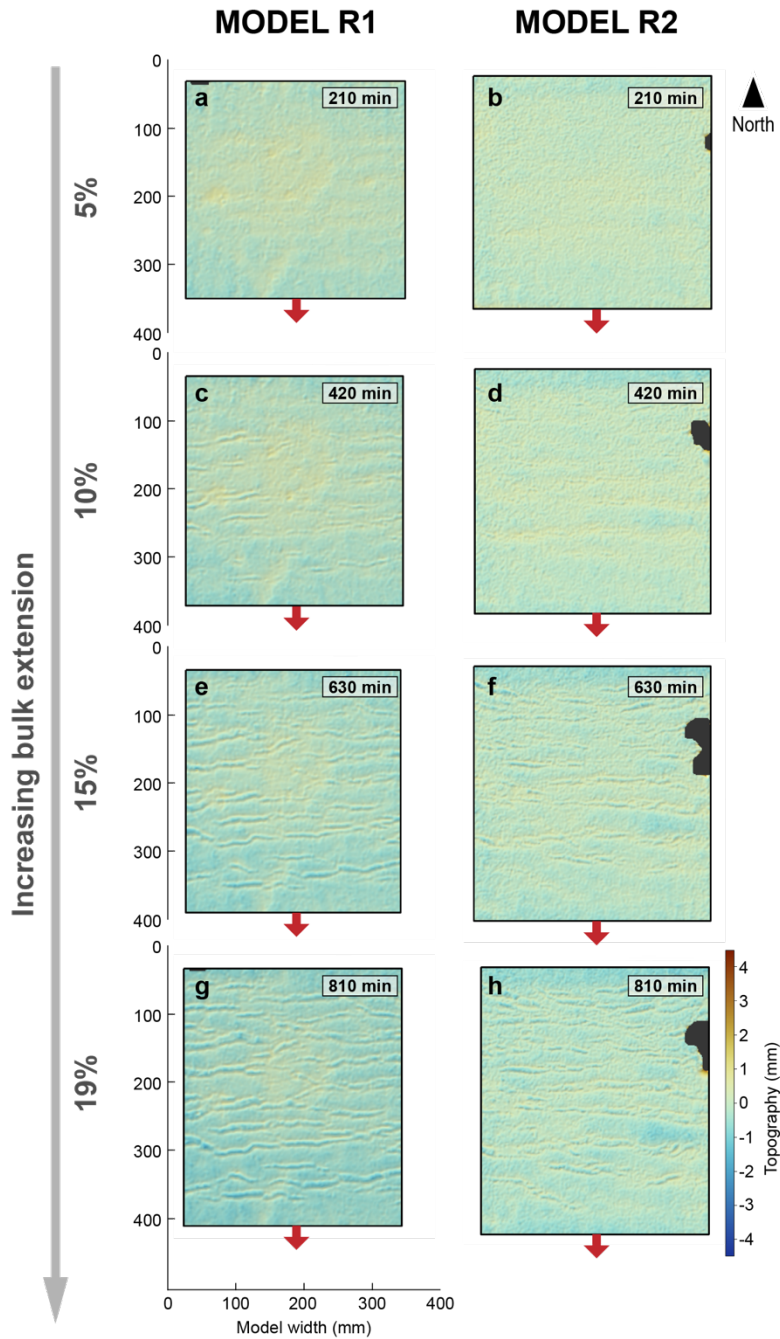 MODEL R1
MODEL R2
0
a
210 min
b
210 min
North
100
5%
200
300
400
0
c
420 min
d
420 min
100
10%
200
300
400
0
e
630 min
f
630 min
100
15%
200
300
400
Increasing bulk extension
0
g
810 min
h
810 min
100
19%
200
300
400
4
3
2
1
0
-1
-2
-3
-4
Topography (mm)
0
100
200
300
400
Model width (mm)